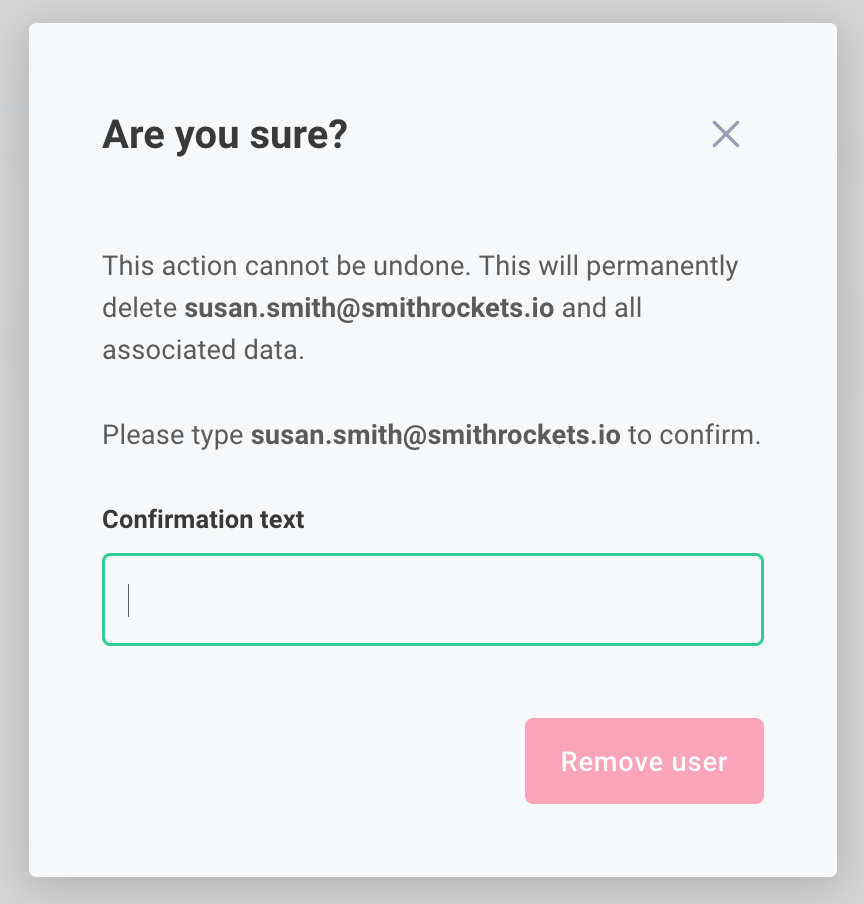 Are you sure?
This action cannot be undone. This will permanently
delete susan.smith@smithrockets.io and all
associated data.
Please type susan.smith@smithrockets.io to confirm.
Confirmation text
Remove user